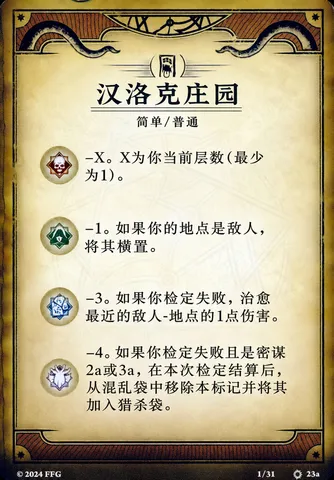 汉洛克庄园
简单/普通
–X。X为你当前层数(最少
为1)。
–1。如果你的地点是敌人，
将其横置。
–3。如果你检定失败，治愈
最近的敌人-地点的1点伤害。
–4。如果你检定失败且是密谋
2a或3a，在本次检定结算后，
从混乱袋中移除本标记并将其
加入猎杀袋。
© 2024 FFG
1/31
23a